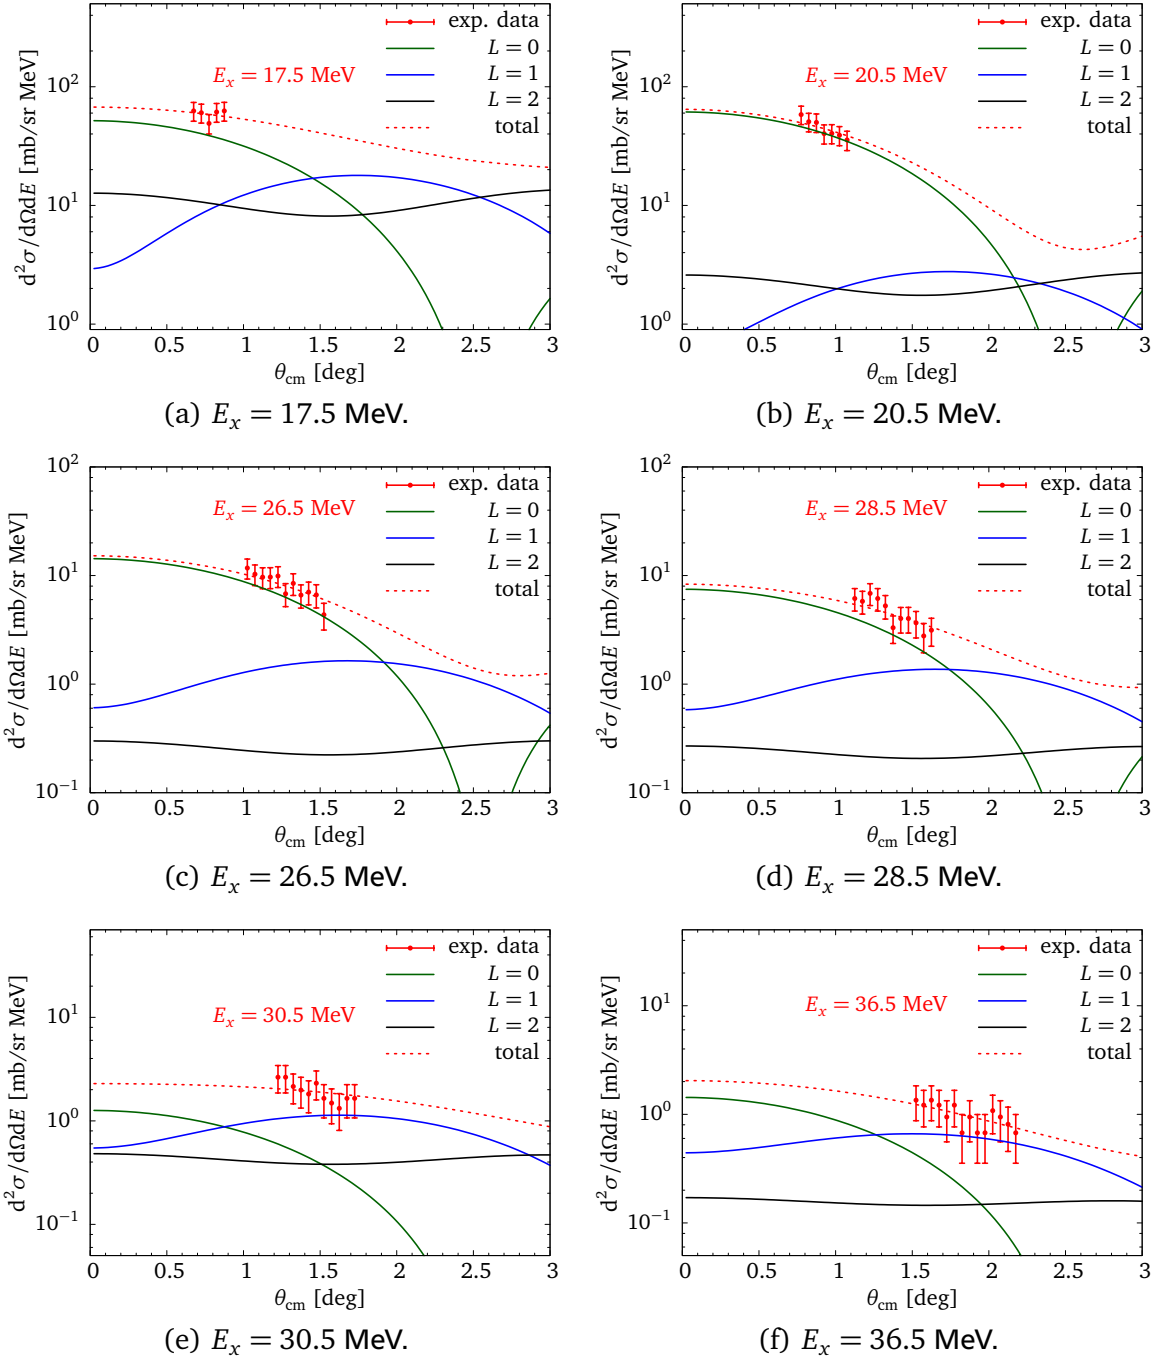 exp. data
L = 0
L = 1
L = 2
total
E_x = 17.5 MeV
10²
10¹
10⁰
d²σ/dΩdE [mb/sr MeV]
0 0.5 1 1.5 2 2.5 3
θ_cm [deg]
(a) E_x = 17.5 MeV.
exp. data
L = 0
L = 1
L = 2
total
E_x = 20.5 MeV
10²
10¹
10⁰
d²σ/dΩdE [mb/sr MeV]
0 0.5 1 1.5 2 2.5 3
θ_cm [deg]
(b) E_x = 20.5 MeV.
exp. data
L = 0
L = 1
L = 2
total
E_x = 26.5 MeV
10²
10¹
10⁰
10⁻¹
d²σ/dΩdE [mb/sr MeV]
0 0.5 1 1.5 2 2.5 3
θ_cm [deg]
(c) E_x = 26.5 MeV.
exp. data
L = 0
L = 1
L = 2
total
E_x = 28.5 MeV
10²
10¹
10⁰
10⁻¹
d²σ/dΩdE [mb/sr MeV]
0 0.5 1 1.5 2 2.5 3
θ_cm [deg]
(d) E_x = 28.5 MeV.
exp. data
L = 0
L = 1
L = 2
total
E_x = 30.5 MeV
10¹
10⁰
10⁻¹
d²σ/dΩdE [mb/sr MeV]
0 0.5 1 1.5 2 2.5 3
θ_cm [deg]
(e) E_x = 30.5 MeV.
exp. data
L = 0
L = 1
L = 2
total
E_x = 36.5 MeV
10¹
10⁰
10⁻¹
d²σ/dΩdE [mb/sr MeV]
0 0.5 1 1.5 2 2.5 3
θ_cm [deg]
(f) E_x = 36.5 MeV.